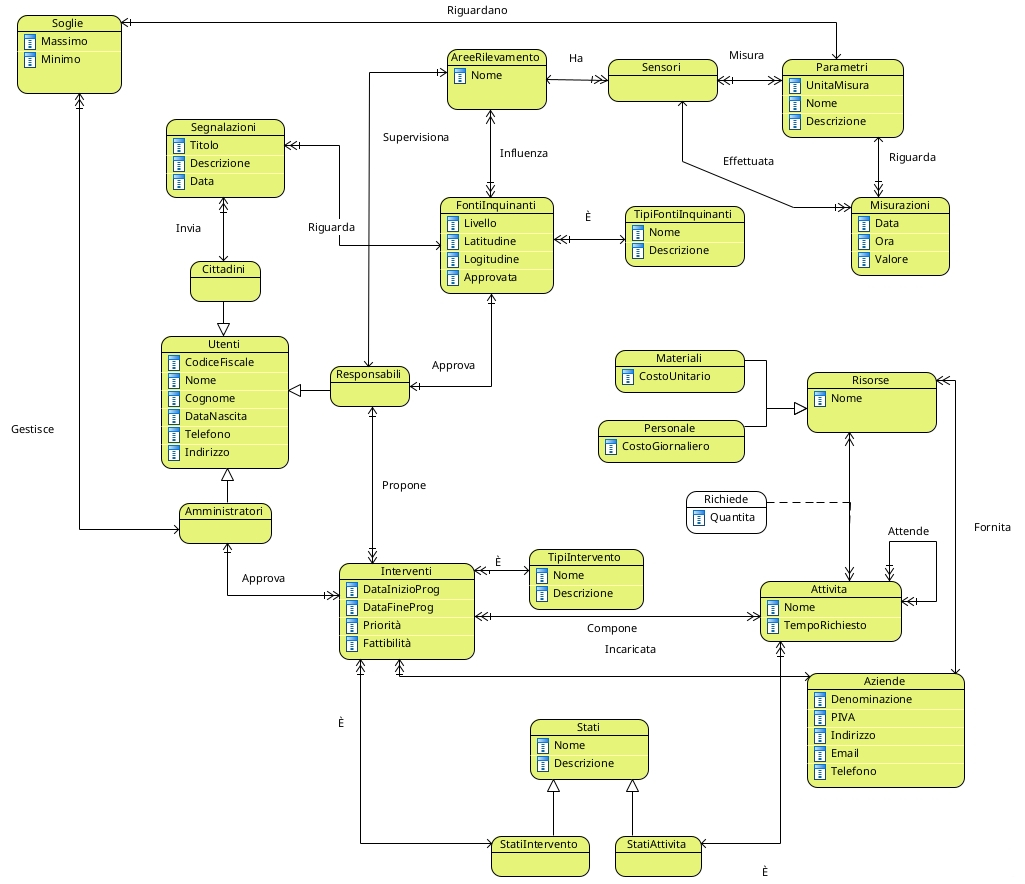 Riguardano
Soglie
Massimo
Minimo
AreeRilevamento
Nome
Ha
Sensori
Misura
Parametri
UnitaMisura
Nome
Descrizione
Segnalazioni
Titolo
Descrizione
Data
Supervisiona
Influenza
Effettuata
Riguarda
Invia
Riguarda
FontiInquinanti
Livello
Latitudine
Logitudine
Approvata
È
TipiFontiInquinanti
Nome
Descrizione
Misurazioni
Data
Ora
Valore
Cittadini
Utenti
CodiceFiscale
Nome
Cognome
DataNascita
Telefono
Indirizzo
Responsabili
Approva
Materiali
CostoUnitario
Risorse
Nome
Personale
CostoGiornaliero
Gestisce
Propone
Richiede
Quantita
Amministratori
Attende
Fornita
Approva
Interventi
DataInizioProg
DataFineProg
Priorità
Fattibilità
È
TipiIntervento
Nome
Descrizione
Attivita
Nome
TempoRichiesto
Compone
Incaricata
Aziende
Denominazione
PIVA
Indirizzo
Email
Telefono
È
Stati
Nome
Descrizione
StatiIntervento
StatiAttivita
È